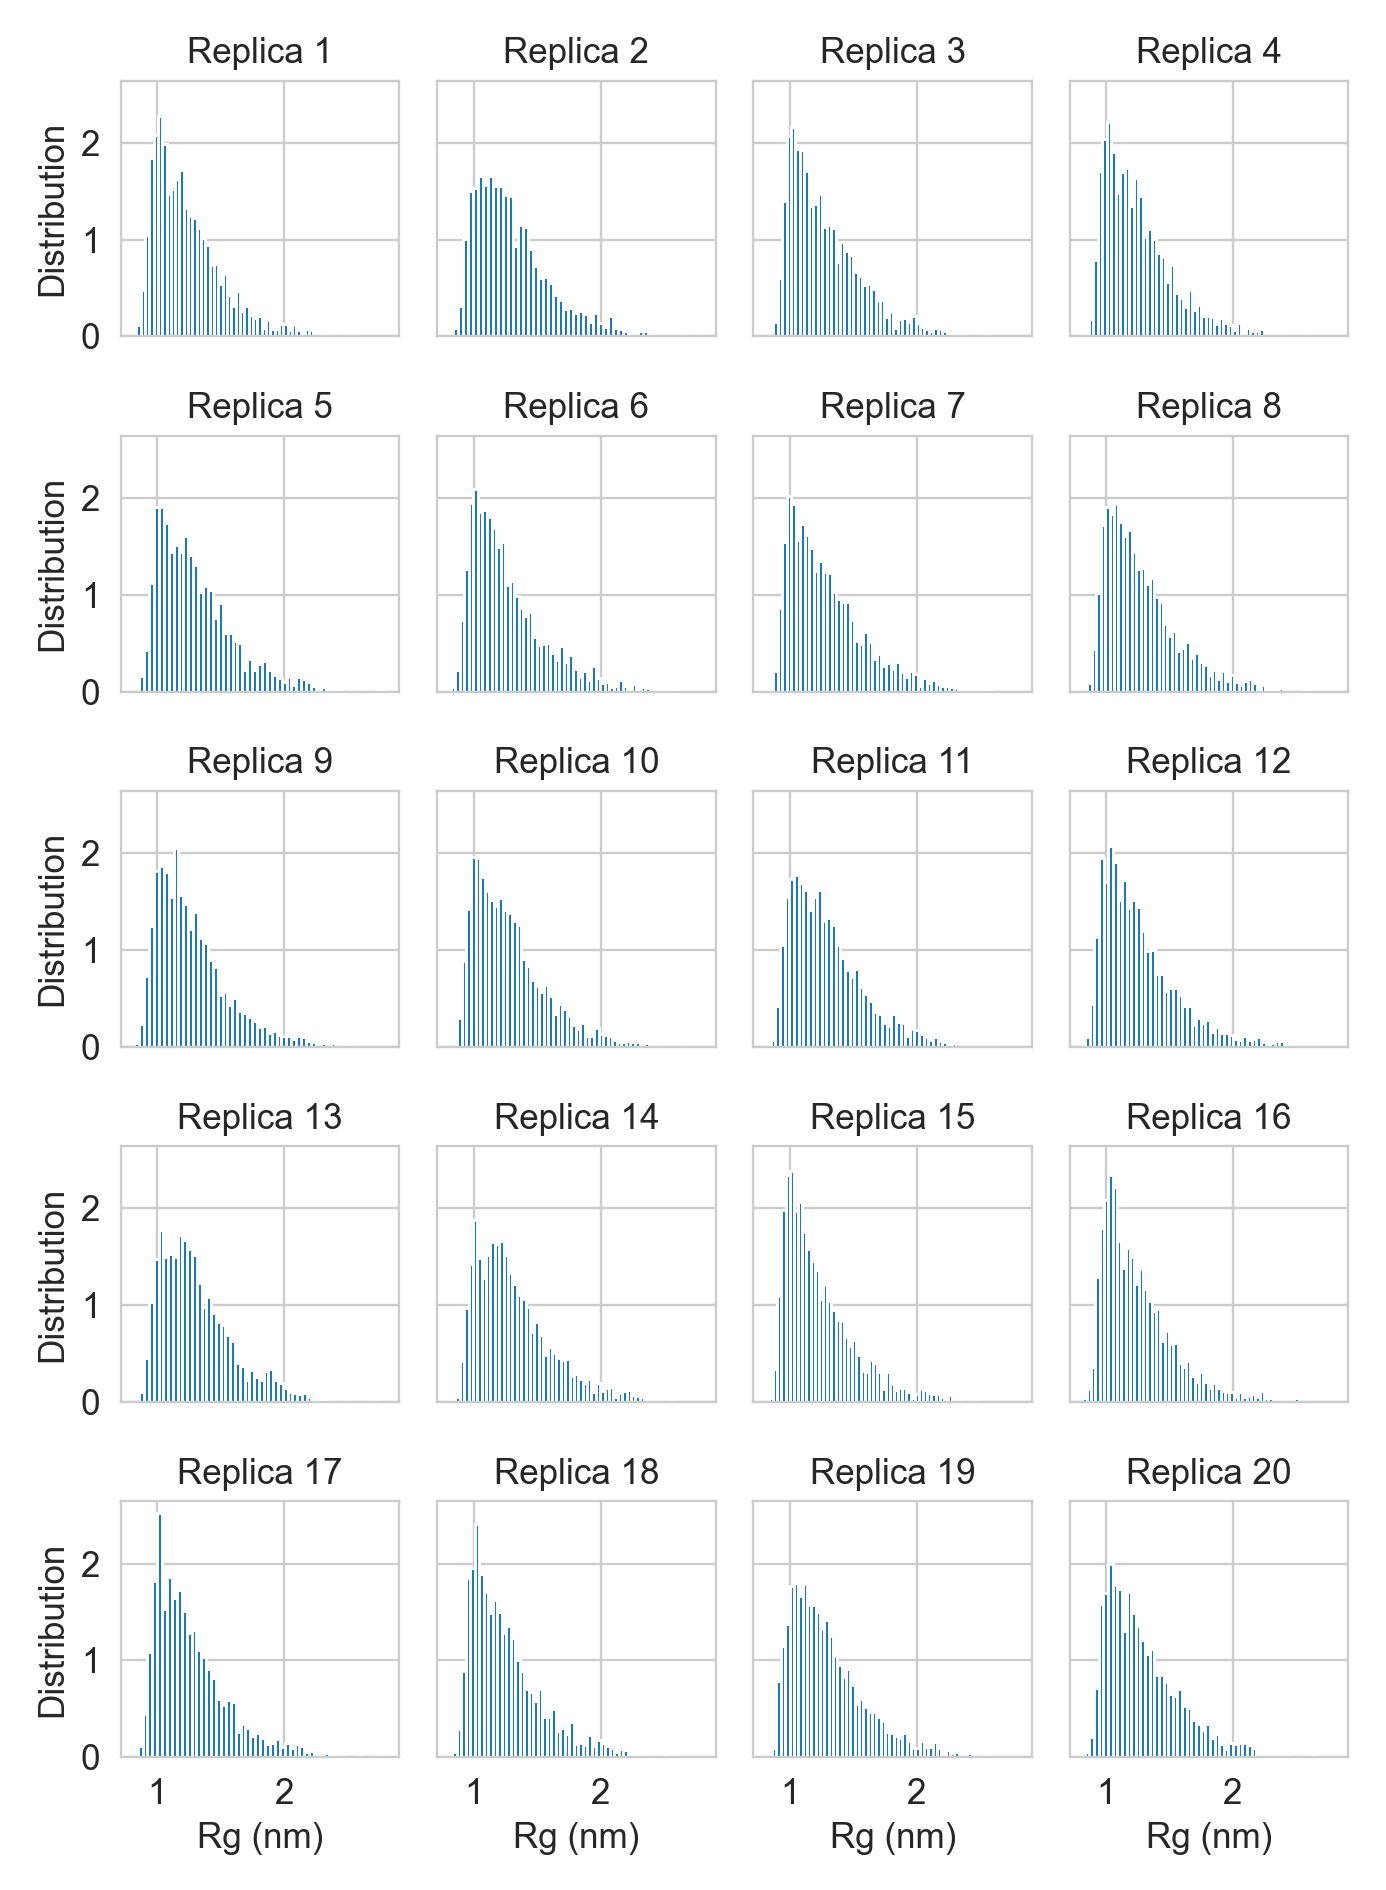 Replica 1
Replica 2
Replica 3
Replica 4
Distribution
2
1
0
Replica 5
Replica 6
Replica 7
Replica 8
Distribution
2
1
0
Replica 9
Replica 10
Replica 11
Replica 12
Distribution
2
1
0
Replica 13
Replica 14
Replica 15
Replica 16
Distribution
2
1
0
Replica 17
Replica 18
Replica 19
Replica 20
Distribution
2
1
0
1 2
1 2
1 2
1 2
Rg (nm)
Rg (nm)
Rg (nm)
Rg (nm)